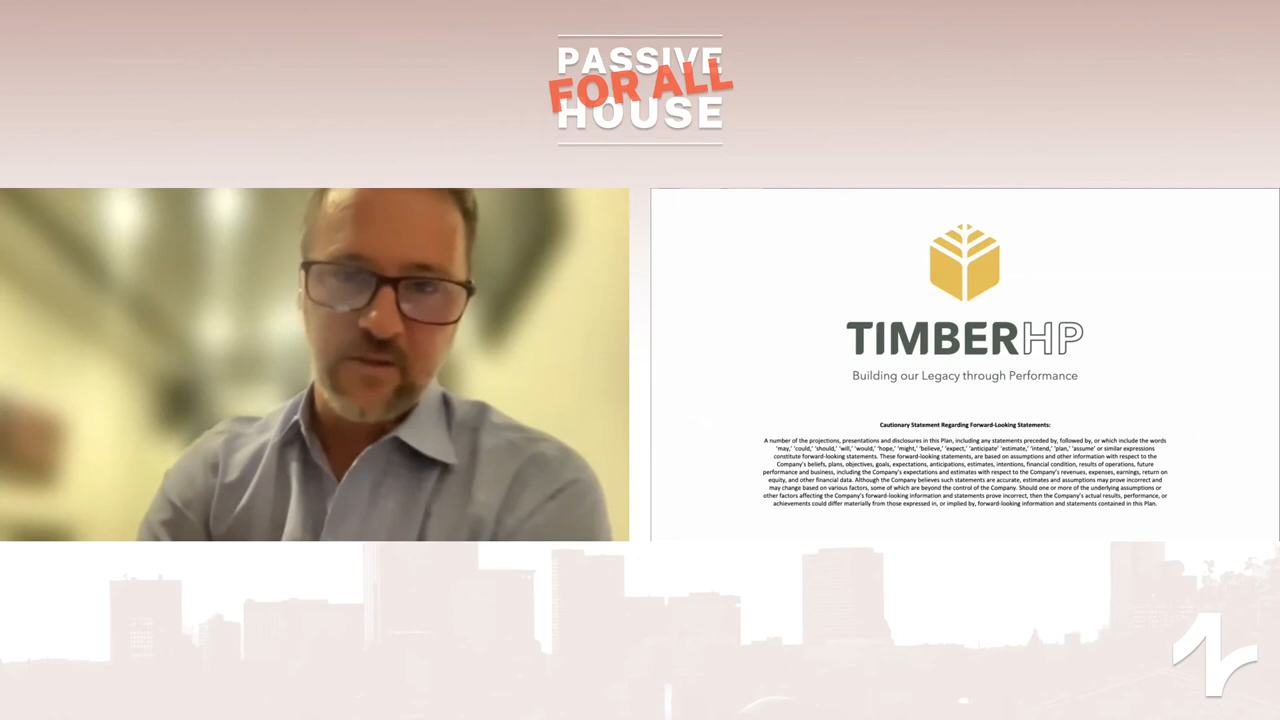 PASSIVE
FOR ALL
HOUSE
TIMBERHP
Building our Legacy through Performance
Cautionary Statement Regarding Forward-Looking Statements:
A number of the projections, presentations and disclosures in this Plan, including any statements preceded by, followed by, or which include the words
'may,' 'could,' 'should,' 'will,' 'would,' 'hope,' 'might,' 'believe,' 'expect,' 'anticipate' 'estimate,' 'intend,' 'plan,' 'assume' or similar expressions
constitute forward-looking statements. These forward-looking statements, are based on assumptions and other information with respect to the
Company's beliefs, plans, objectives, goals, expectations, anticipations, estimates, intentions, financial condition, results of operations, future
performance and business, including the Company's expectations and estimates with respect to the Company's revenues, expenses, earnings, return on
equity, and other financial data. Although the Company believes such statements are accurate, estimates and assumptions may prove incorrect and
may change based on various factors, some of which are beyond the control of the Company. Should one or more of the underlying assumptions or
other factors affecting the Company's forward-looking information and statements prove incorrect, then the Company's actual results, performance, or
achievements could differ materially from those expressed in, or implied by, forward-looking information and statements contained in this Plan.